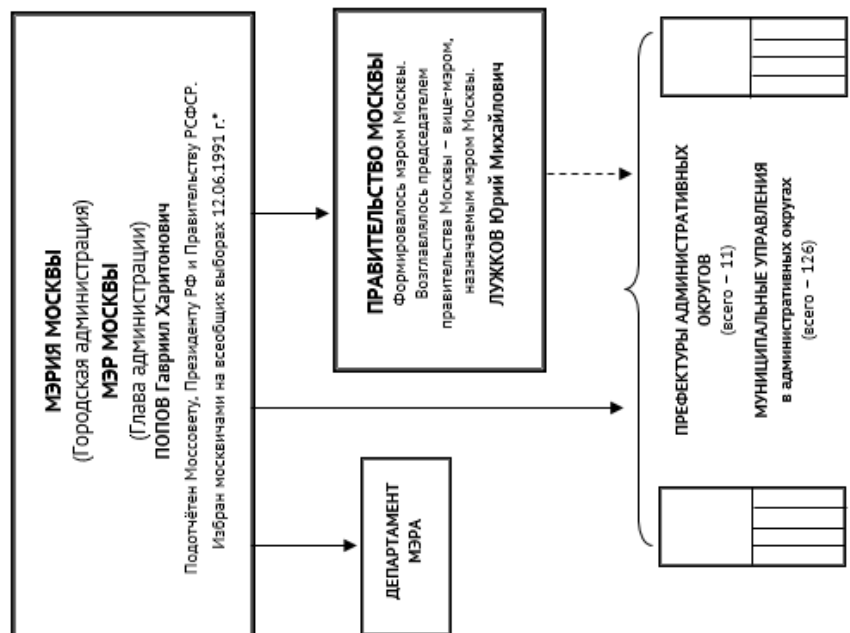 МЭРИЯ МОСКВЫ
(Городская администрация)
МЭР МОСКВЫ
(Глава администрации)
ПОПОВ Гавриил Харитонович
Подотчётен Моссовету, Президенту РФ и Правительству РСФСР.
Избран москвичами на всеобщих выборах 12.06.1991 г.*
ДЕПАРТАМЕНТ
МЭРА
ПРАВИТЕЛЬСТВО МОСКВЫ
Формировалось мэром Москвы.
Возглавлялось председателем
правительства Москвы – вице-мэром,
назначаемым мэром Москвы.
ЛУЖКОВ Юрий Михайлович
ПРЕФЕКТУРЫ АДМИНИСТРАТИВНЫХ
ОКРУГОВ
(всего – 11)
МУНИЦИПАЛЬНЫЕ УПРАВЛЕНИЯ
в административных округах
(всего – 126)